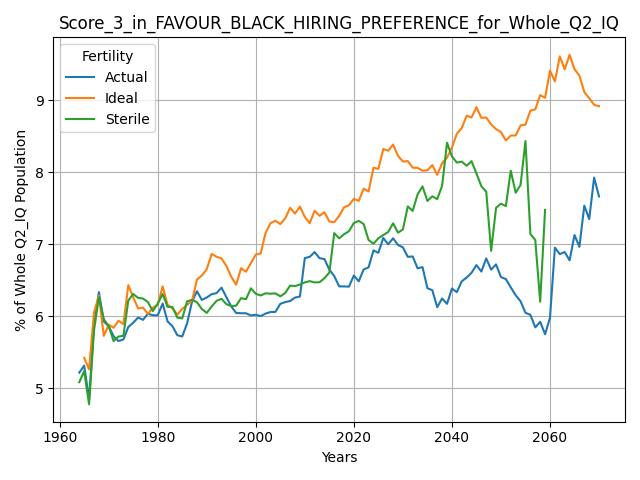 Score_3_in_FAVOUR_BLACK_HIRING_PREFERENCE_for_Whole_Q2_IQ
Fertility
Actual
Ideal
Sterile
% of Whole Q2_IQ Population
9
8
7
6
5
1960 1980 2000 2020 2040 2060
Years